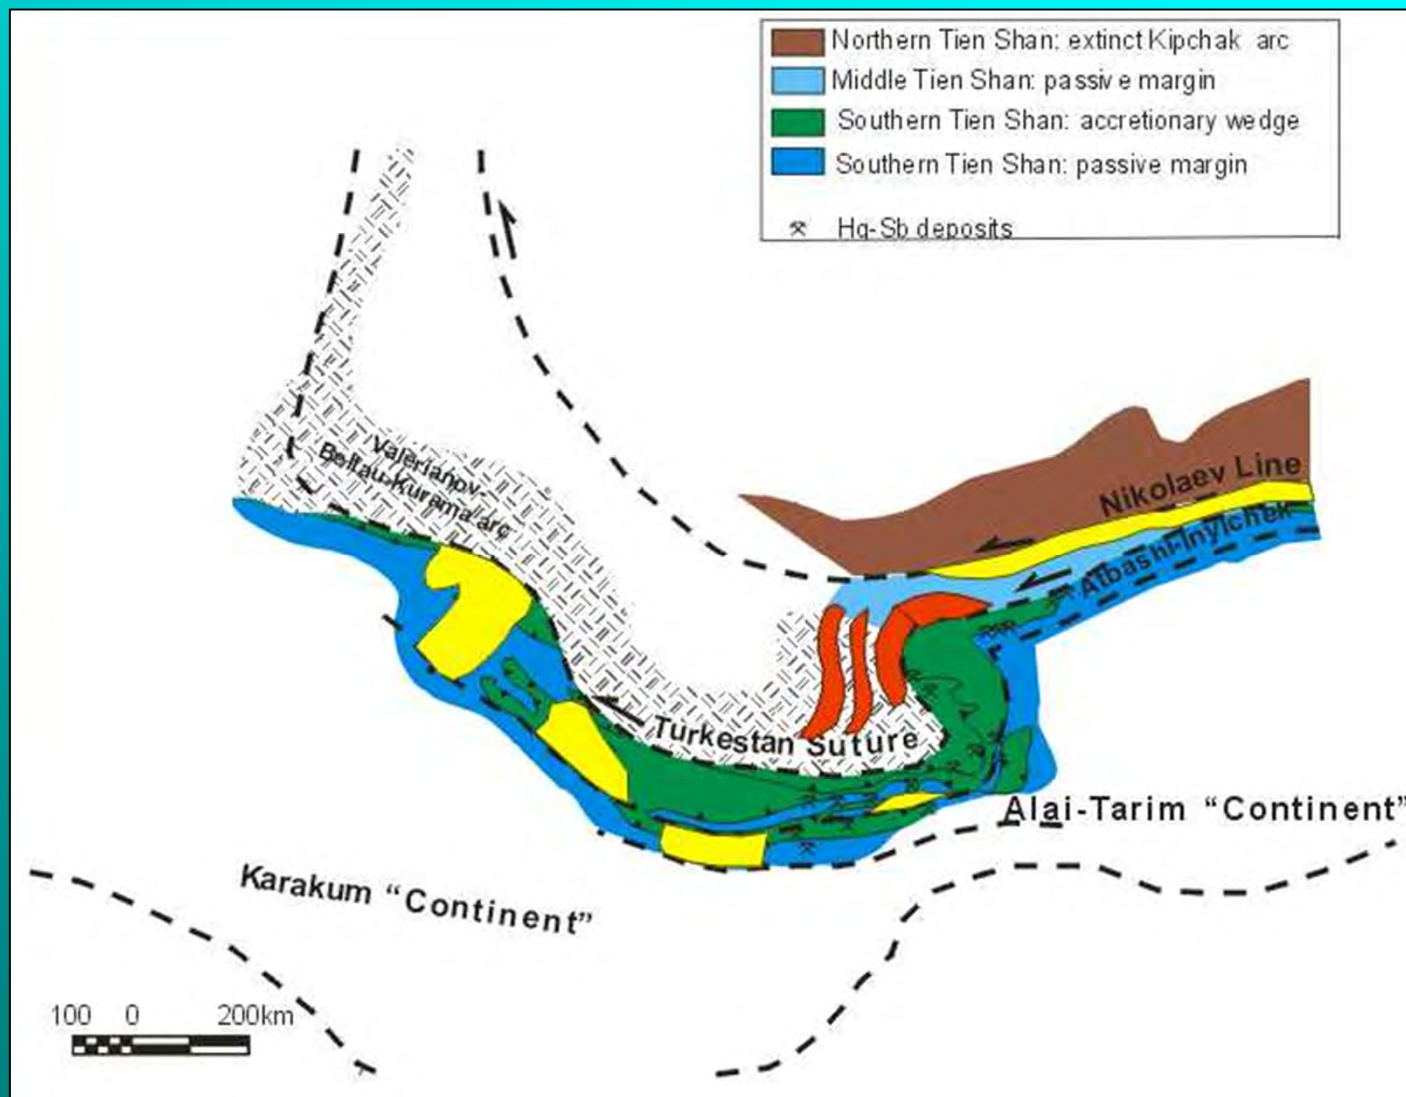 Northern Tien Shan: extinct Kipchak arc
Middle Tien Shan: passive margin
Southern Tien Shan: accretionary wedge
Southern Tien Shan: passive margin
Hg-Sb deposits
Valerianov-
Beltau-Kurama arc
Nikolaev Line
Atbashi-Inylchek
Turkestan Suture
Alai-Tarim “Continent”
Karakum “Continent”
100 0 200km